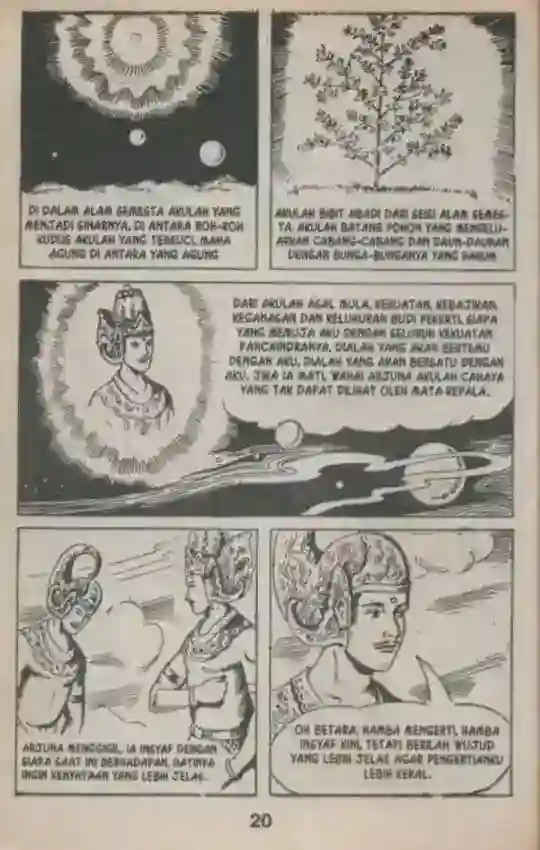 DI DALAM ALAM SEMESTA AKULAH YANG
MENJADI SINARNYA, DI ANTARA ROH-ROH
KUDUS AKULAH YANG TERSUCI, MAHA
AGUNG DI ANTARA YANG AGUNG
AKULAH BIBIT ABADI DARI SEISI ALAM SEMES-
TA. AKULAH BATANG POHON YANG MENGELU-
ARKAN CABANG-CABANG DAN DAUN-DAUNAN
DENGAN BUNGA-BUNGANYA YANG HARUM
DARI AKULAH ASAL MULA, KEKUATAN, KEBAJIKAN,
KEGAGAHAN DAN KELUHURAN BUDI PEKERTI. SIAPA
YANG MEMUJA AKU DENGAN SELURUH KEKUATAN
PANCAINDRANYA, DIALAH YANG AKAN BERTEMU
DENGAN AKU, DIALAH YANG AKAN BERSATU DENGAN
AKU, JIKA IA MATI, WAHAI ARJUNA AKULAH CAHAYA
YANG TAK DAPAT DILIHAT OLEH MATA KEPALA.
ARJUNA MENGGIGIL, IA INSYAF DENGAN
SIAPA SAAT INI BERHADAPAN. HATINYA
INGIN KENYATAAN YANG LEBIH JELAS.
OH BETARA, HAMBA MENGERTI, HAMBA
INSYAF KINI, TETAPI BERILAH WUJUD
YANG LEBIH JELAS AGAR PENGERTIANKU
LEBIH KEKAL.
20